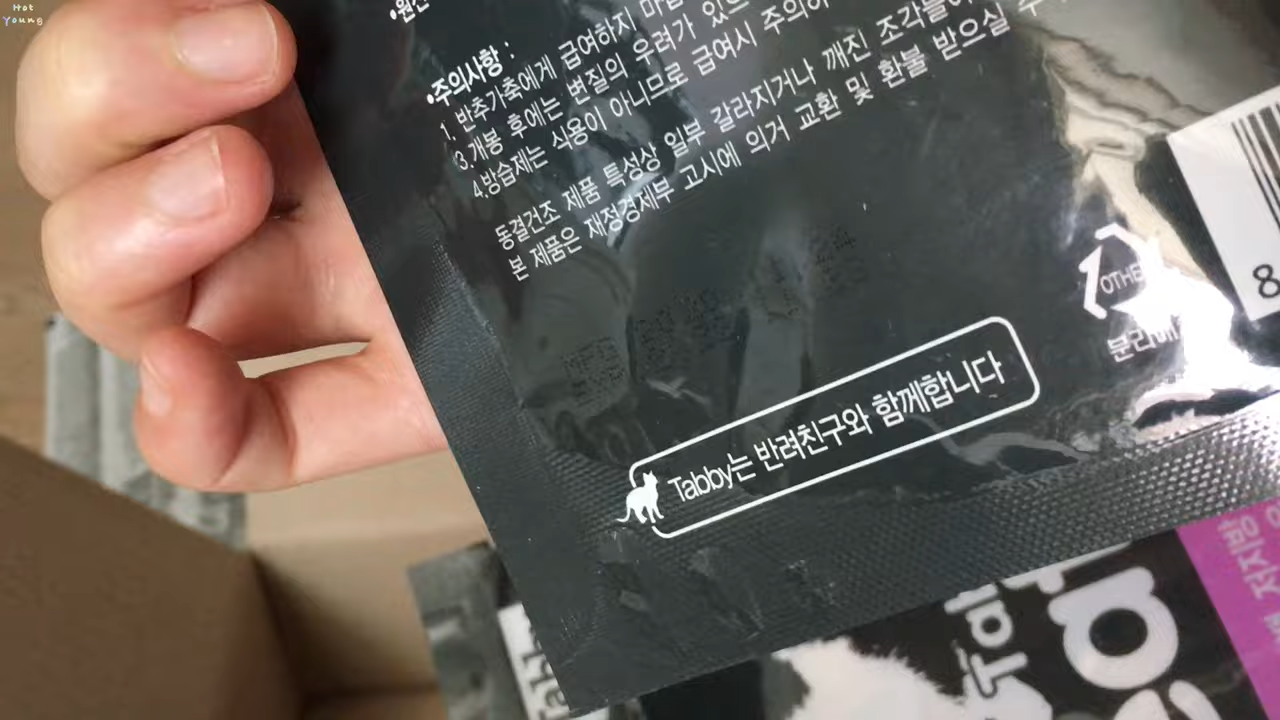 Hot
Young
•원산
•주의사항 :
1. 반추가축에게 급여하지 마십
3.개봉 후에는 변질의 우려가 있으
4.방습제는 식용이 아니므로 급여시 주의하
동결건조 제품 특성상 일부 갈라지거나 깨진 조각들이
본 제품은 재정경제부 고시에 의거 교환 및 환불 받으실 수
OTHER
분리배
8
Tabby는 반려친구와 함께합니다
저지방